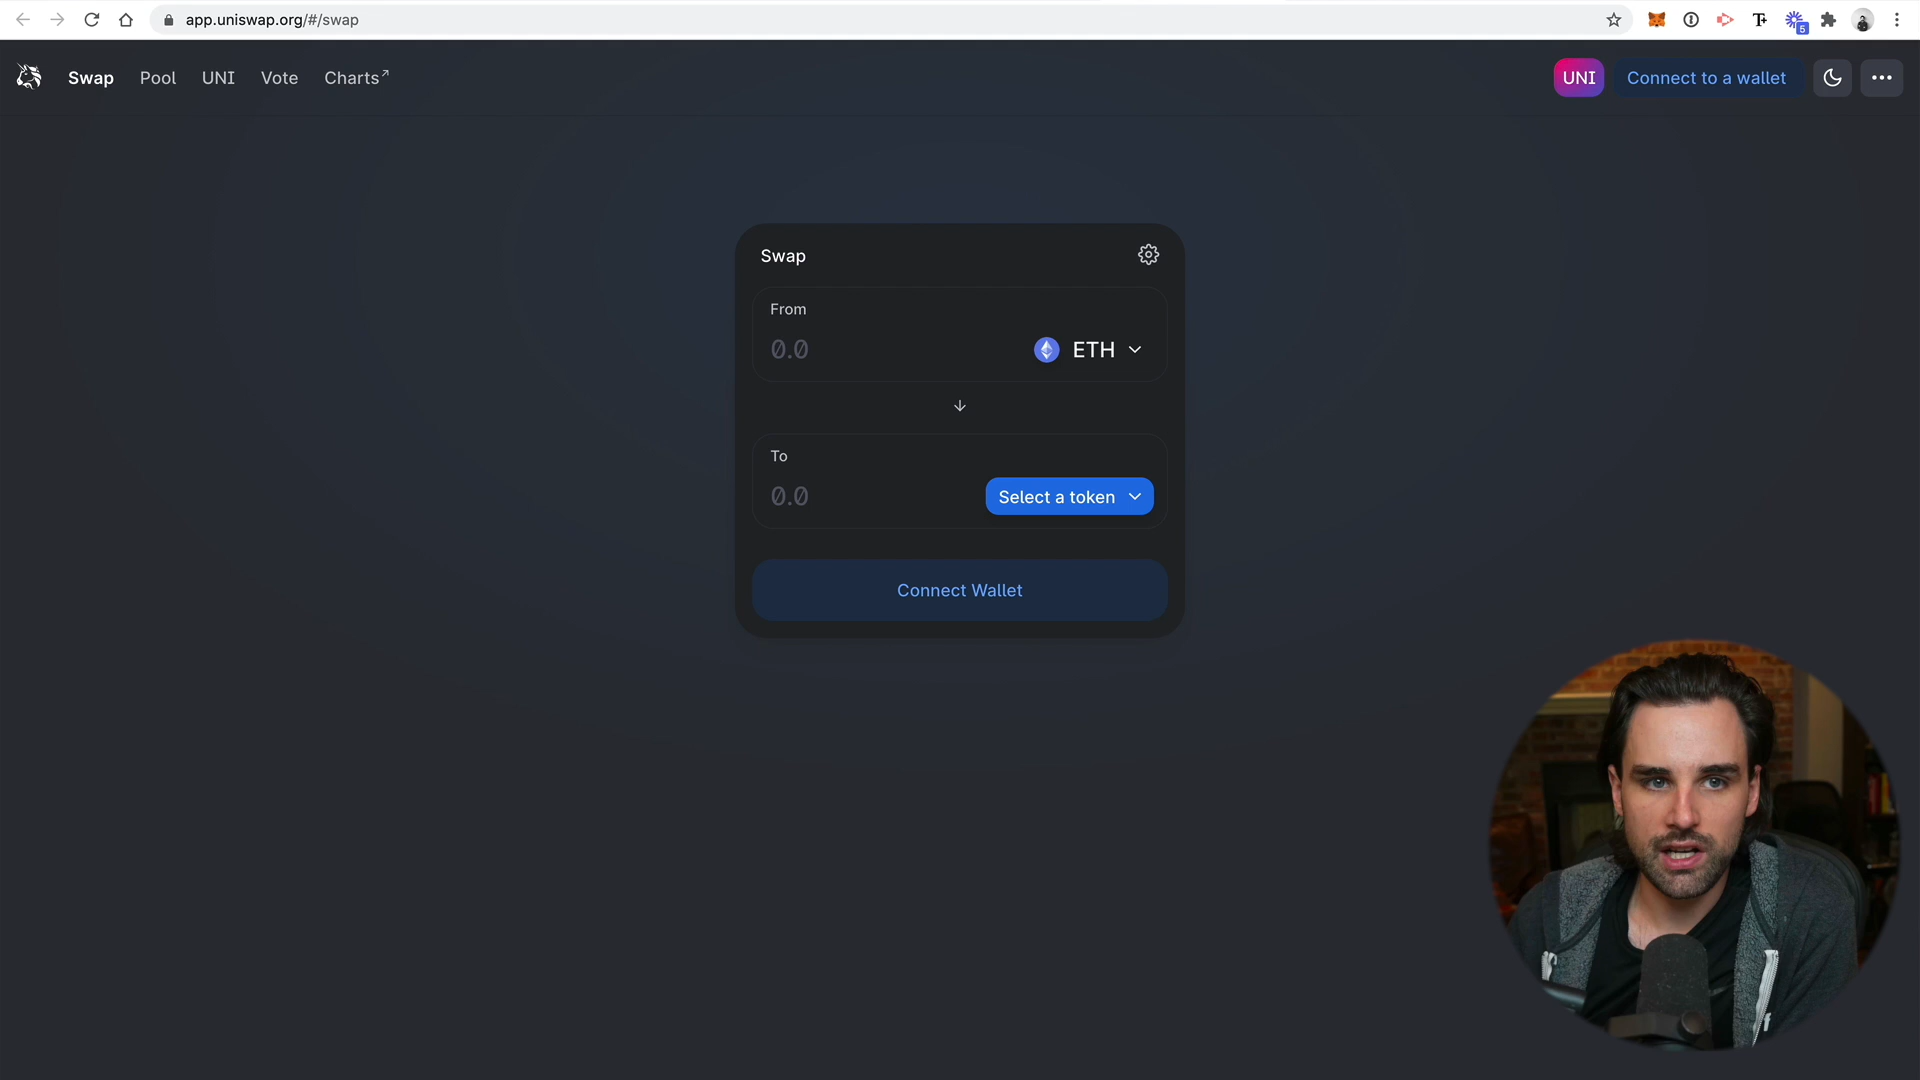 app.uniswap.org/#/swap
5
Swap Pool UNI Vote Charts↗
UNI Connect to a wallet
Swap
From
0.0 ETH
To
0.0 Select a token
Connect Wallet